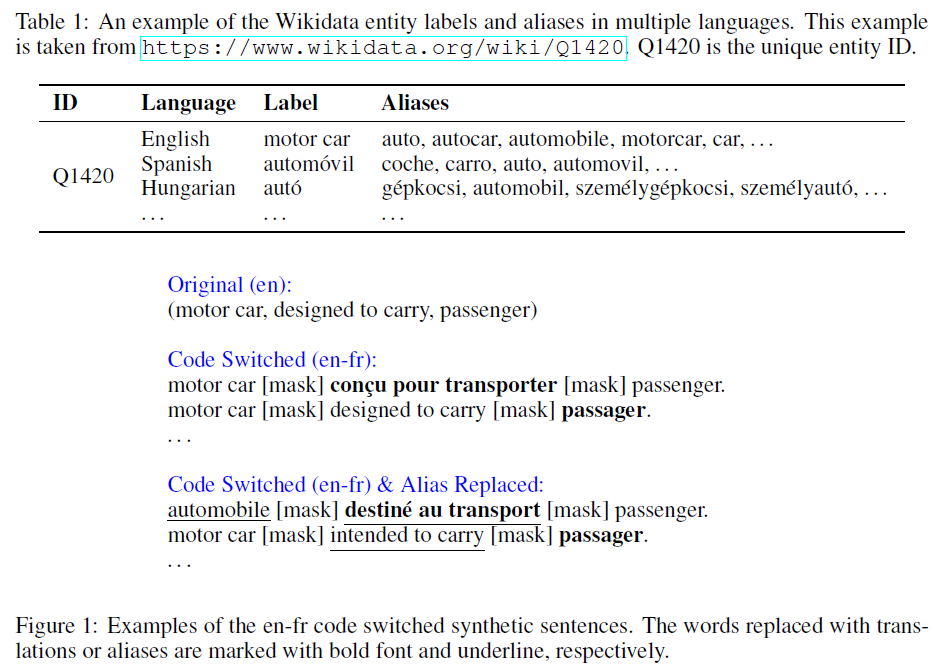 Table 1: An example of the Wikidata entity labels and aliases in multiple languages. This example
is taken from https://www.wikidata.org/wiki/Q1420. Q1420 is the unique entity ID.
ID Language Label Aliases
English motor car auto, autocar, automobile, motorcar, car, . . .
Spanish automóvil coche, carro, auto, automovil, . . .
Q1420
Hungarian autó gépkocsi, automobil, személygépkocsi, személyautó, . . .
. . . . . . . . .
Original (en):
(motor car, designed to carry, passenger)
Code Switched (en-fr):
motor car [mask] conçu pour transporter [mask] passenger.
motor car [mask] designed to carry [mask] passager.
. . .
Code Switched (en-fr) & Alias Replaced:
automobile [mask] destiné au transport [mask] passenger.
motor car [mask] intended to carry [mask] passager.
. . .
Figure 1: Examples of the en-fr code switched synthetic sentences. The words replaced with trans-
lations or aliases are marked with bold font and underline, respectively.